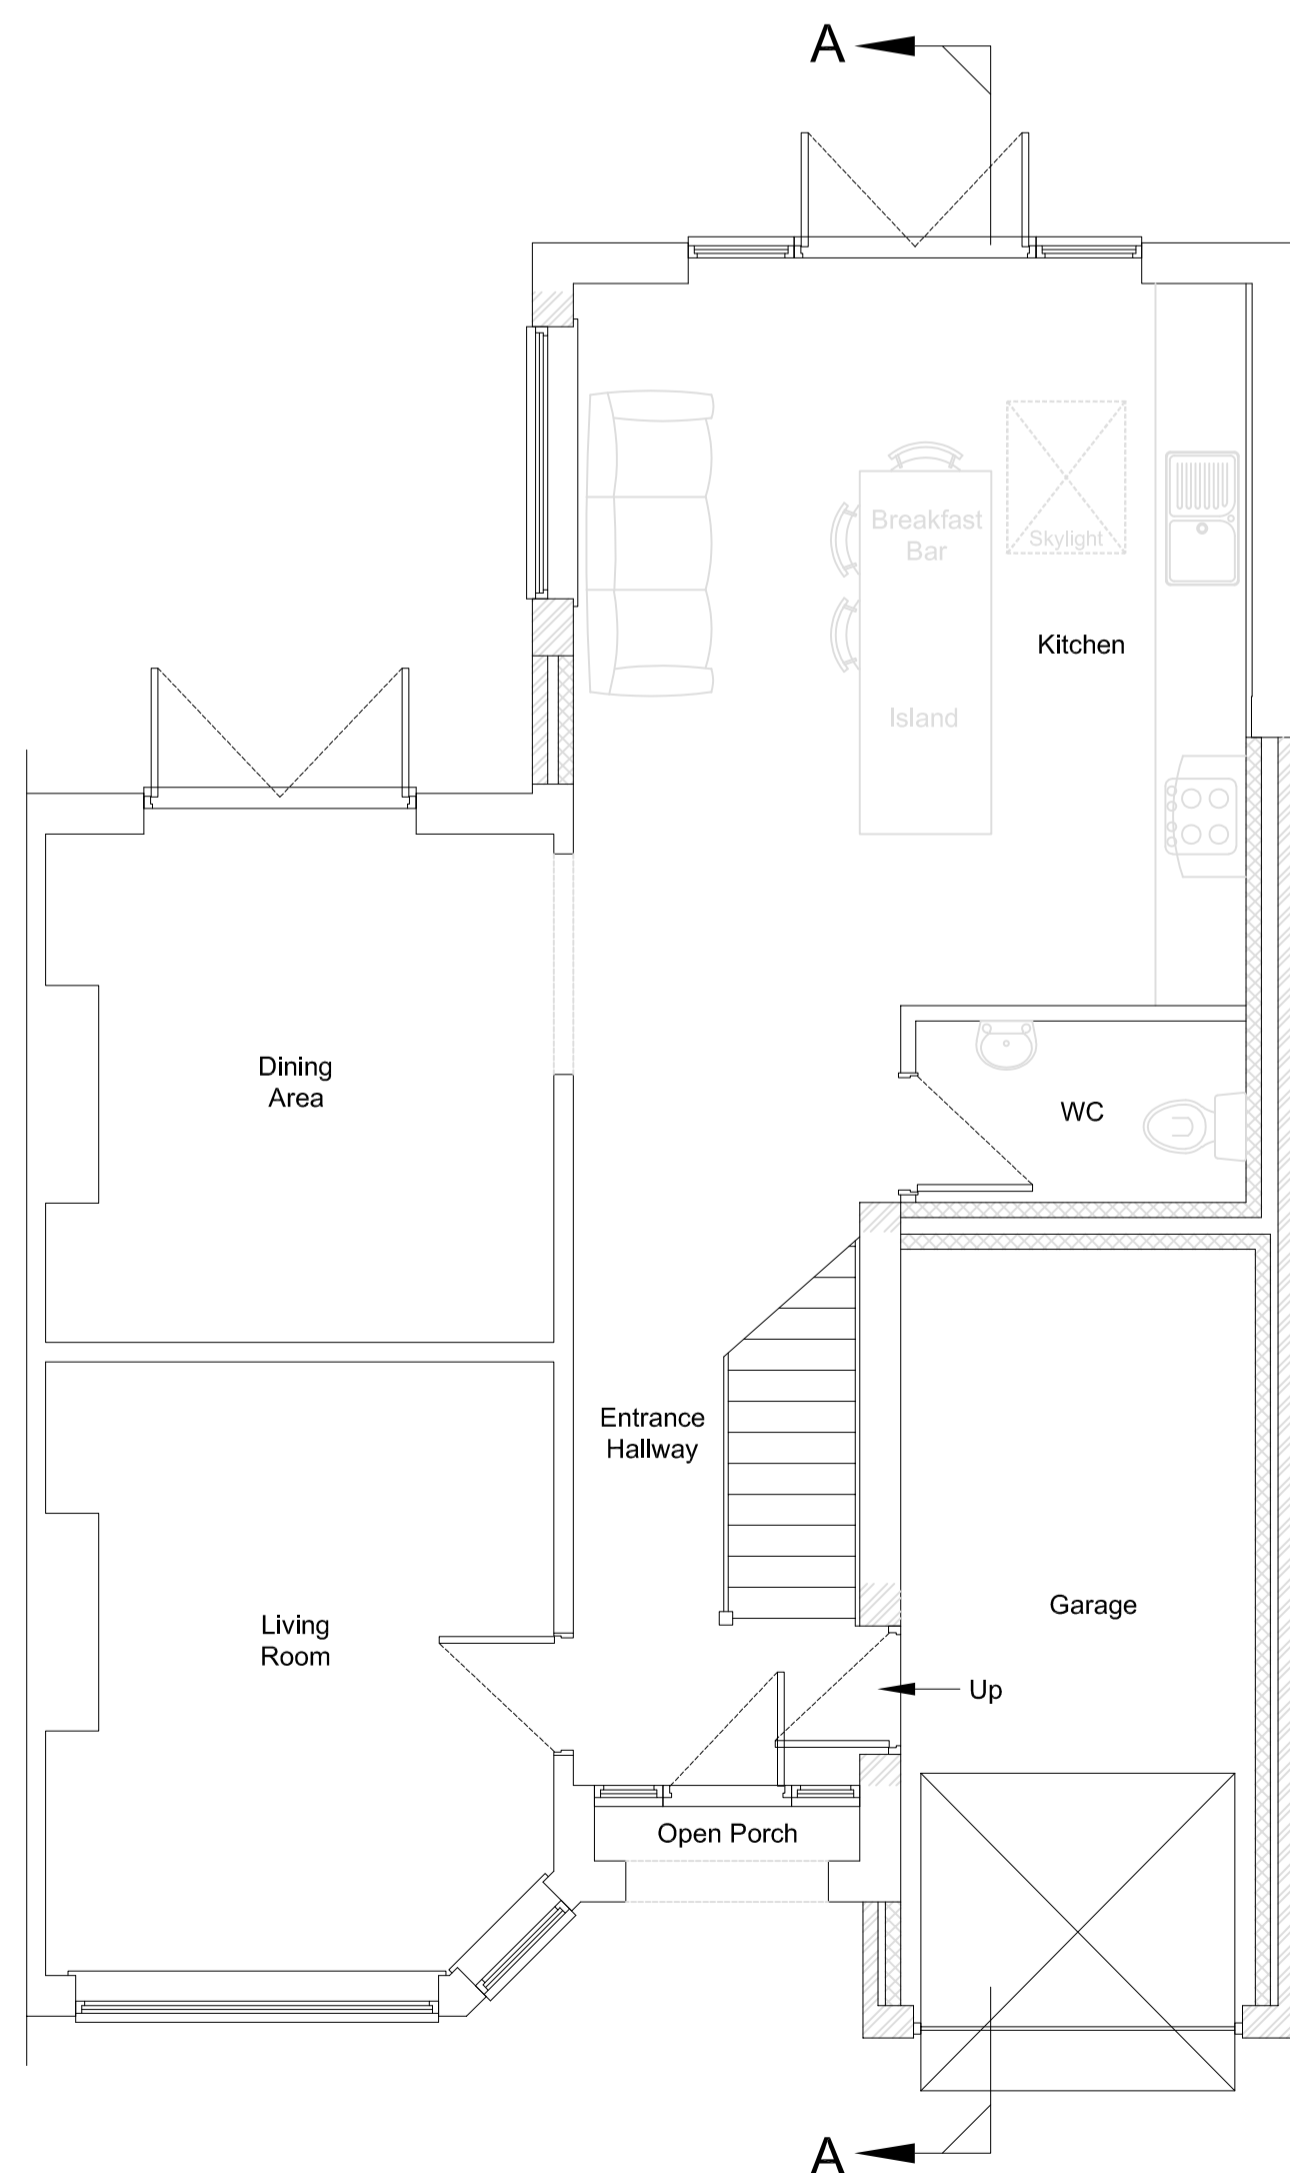 A
Breakfast
Bar
Skylight
Kitchen
Island
Dining
Area
WC
Entrance
Hallway
Living
Room
Garage
Up
Open Porch
A